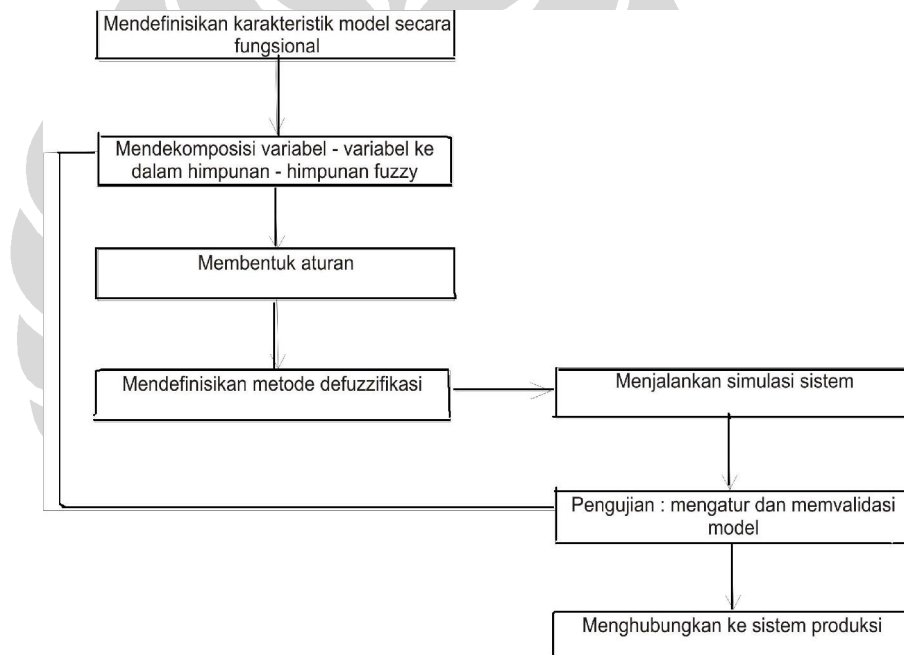 Mendefinisikan karakteristik model secara
fungsional
Mendekomposisi variabel - variabel ke
dalam himpunan - himpunan fuzzy
Membentuk aturan
Mendefinisikan metode defuzzifikasi
Menjalankan simulasi sistem
Pengujian : mengatur dan memvalidasi
model
Menghubungkan ke sistem produksi